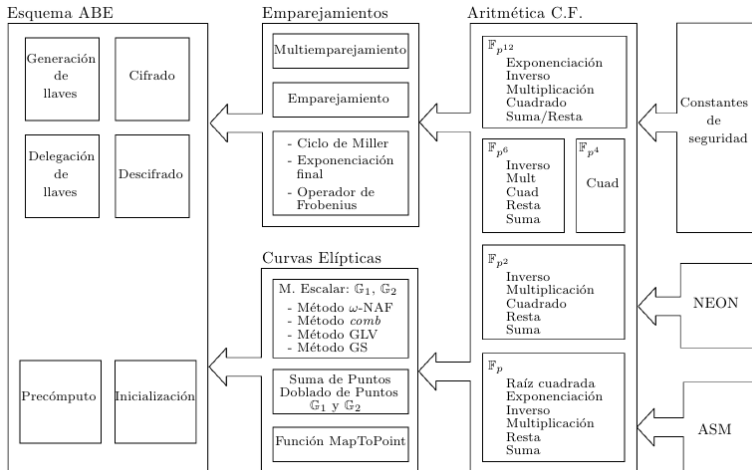 Esquema ABE
Generación
de
llaves
Cifrado
Delegación
de
llaves
Descifrado
Precómputo
Inicialización
Emparejamientos
Multiemparejamiento
Emparejamiento
- Ciclo de Miller
- Exponenciación
final
- Operador de
Frobenius
Curvas Elípticas
M. Escalar: 𝔾₁, 𝔾₂
- Método ω-NAF
- Método comb
- Método GLV
- Método GS
Suma de Puntos
Doblado de Puntos
𝔾₁ y 𝔾₂
Función MapToPoint
Aritmética C.F.
𝔽p¹²
Exponenciación
Inverso
Multiplicación
Cuadrado
Suma/Resta
𝔽p⁶
Inverso
Mult
Cuad
Resta
Suma
𝔽p⁴
Cuad
𝔽p²
Inverso
Multiplicación
Cuadrado
Resta
Suma
𝔽p
Raíz cuadrada
Exponenciación
Inverso
Multiplicación
Resta
Suma
Constantes
de
seguridad
NEON
ASM